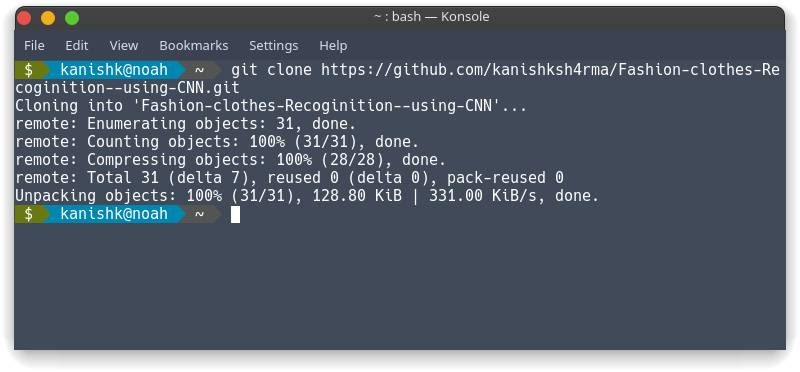 ~ : bash — Konsole
File Edit View Bookmarks Settings Help
$ kanishk@noah ~ git clone https://github.com/kanishksh4rma/Fashion-clothes-Re
coginition--using-CNN.git
Cloning into 'Fashion-clothes-Recoginition--using-CNN'...
remote: Enumerating objects: 31, done.
remote: Counting objects: 100% (31/31), done.
remote: Compressing objects: 100% (28/28), done.
remote: Total 31 (delta 7), reused 0 (delta 0), pack-reused 0
Unpacking objects: 100% (31/31), 128.80 KiB | 331.00 KiB/s, done.
$ kanishk@noah ~